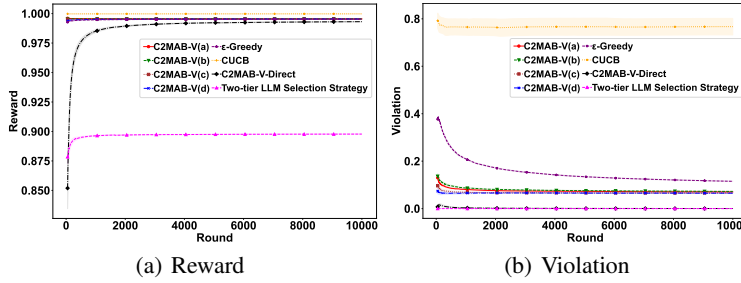 1.000
0.975
0.950
0.925
0.900
0.875
0.850
Reward
0 2000 4000 6000 8000 10000
Round
C2MAB-V(a) ε-Greedy
C2MAB-V(b) CUCB
C2MAB-V(c) C2MAB-V-Direct
C2MAB-V(d) Two-tier LLM Selection Strategy
(a) Reward
0.8
0.6
0.4
0.2
0.0
Violation
0 2000 4000 6000 8000 1000
Round
C2MAB-V(a) ε-Greedy
C2MAB-V(b) CUCB
C2MAB-V(c) C2MAB-V-Direct
C2MAB-V(d) Two-tier LLM Selection Strategy
(b) Violation